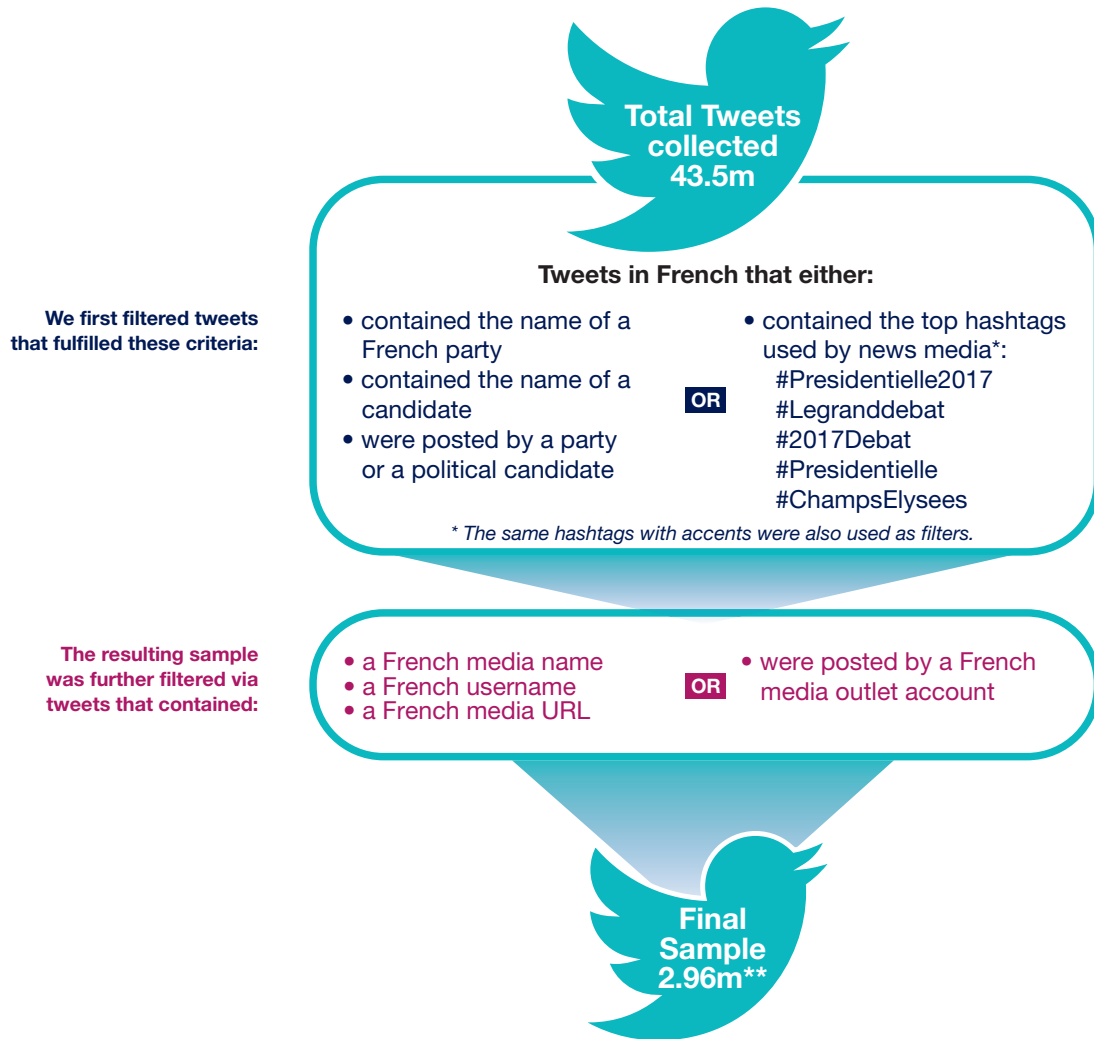 Total Tweets
collected
43.5m
Tweets in French that either:
We first filtered tweets
that fulfilled these criteria:
• contained the name of a
French party
• contained the name of a
candidate
• were posted by a party
or a political candidate
OR
• contained the top hashtags
used by news media*:
#Presidentielle2017
#Legranddebat
#2017Debat
#Presidentielle
#ChampsElysees
* The same hashtags with accents were also used as filters.
The resulting sample
was further filtered via
tweets that contained:
• a French media name
• a French username
• a French media URL
OR
• were posted by a French
media outlet account
Final
Sample
2.96m**